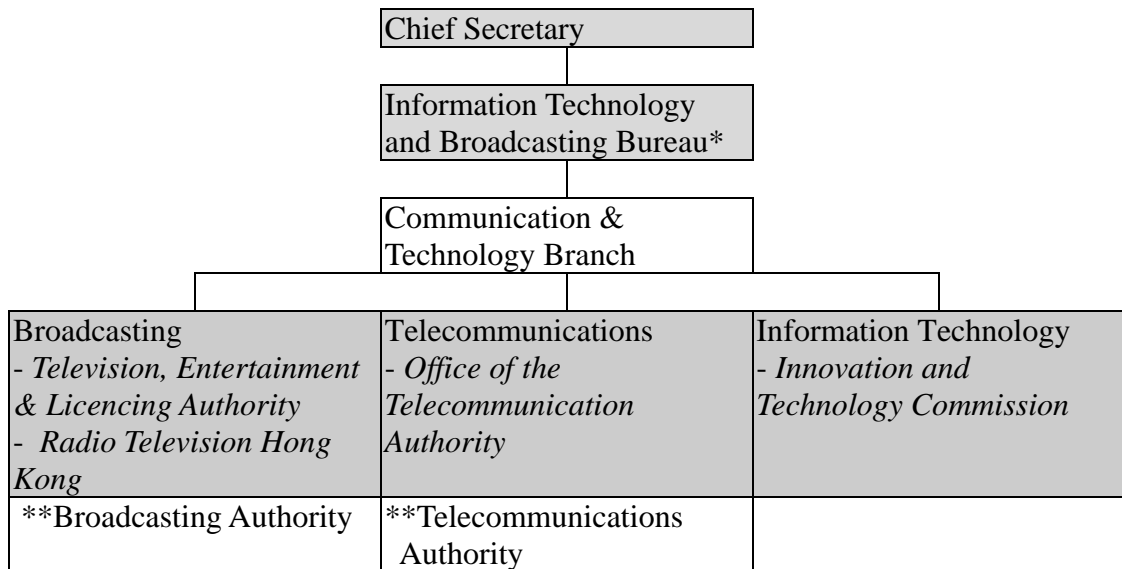 Chief Secretary
Information Technology
and Broadcasting Bureau*
Communication &
Technology Branch
Broadcasting
- Television, Entertainment
& Licencing Authority
- Radio Television Hong
Kong
Telecommunications
- Office of the
Telecommunication
Authority
Information Technology
- Innovation and
Technology Commission
**Broadcasting Authority
**Telecommunications
Authority